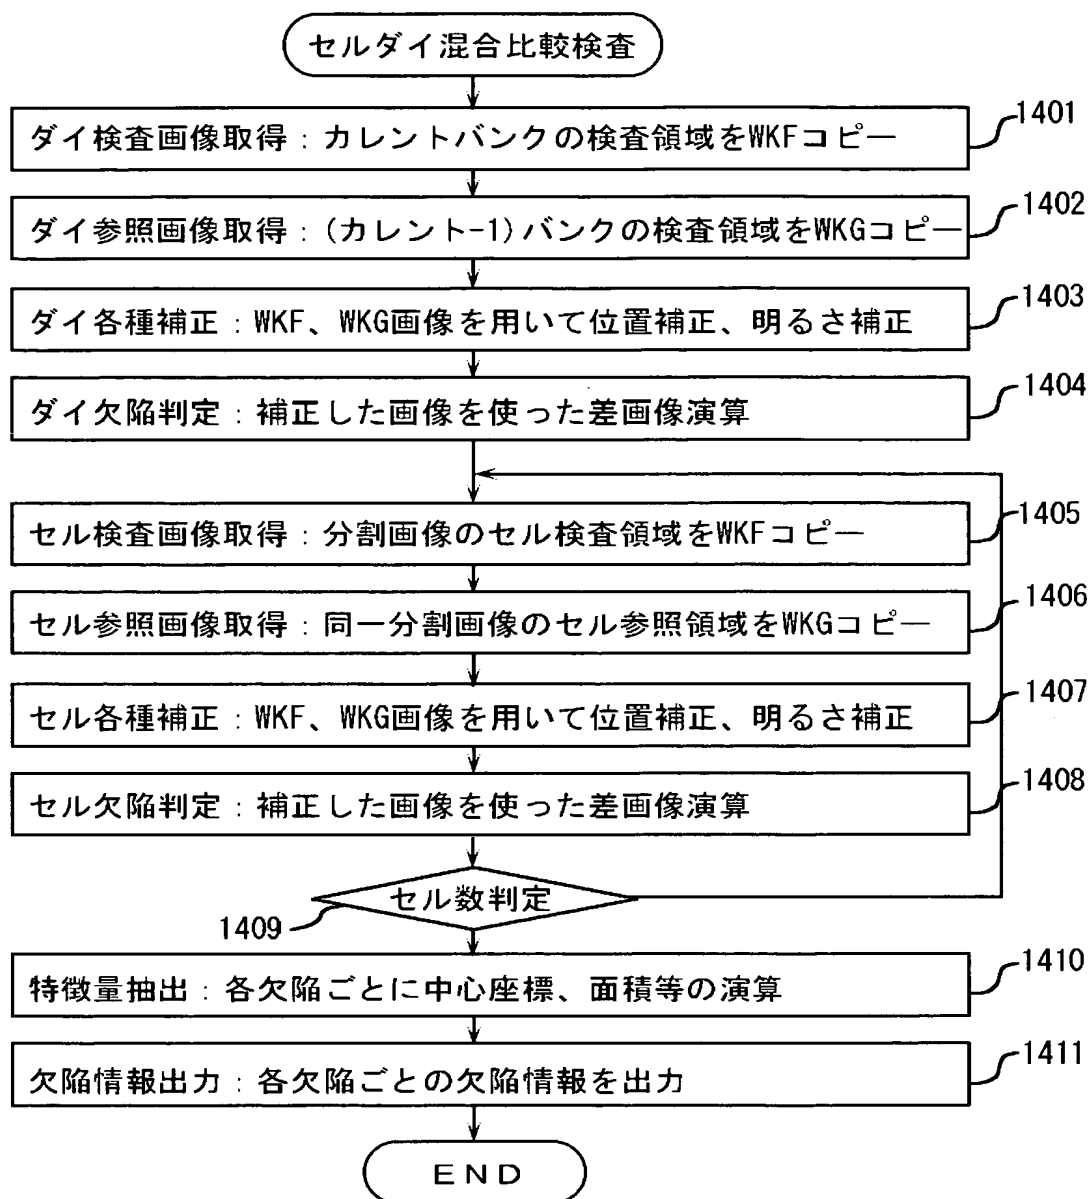 セルダイ混合比較検査
ダイ検査画像取得：カレントバンクの検査領域をWKFコピー
1401
ダイ参照画像取得：(カレント-1)バンクの検査領域をWKGコピー
1402
ダイ各種補正：WKF、WKG画像を用いて位置補正、明るさ補正
1403
ダイ欠陥判定：補正した画像を使った差画像演算
1404
セル検査画像取得：分割画像のセル検査領域をWKFコピー
1405
セル参照画像取得：同一分割画像のセル参照領域をWKGコピー
1406
セル各種補正：WKF、WKG画像を用いて位置補正、明るさ補正
1407
セル欠陥判定：補正した画像を使った差画像演算
1408
セル数判定
1409
特徴量抽出：各欠陥ごとに中心座標、面積等の演算
1410
欠陥情報出力：各欠陥ごとの欠陥情報を出力
1411
END